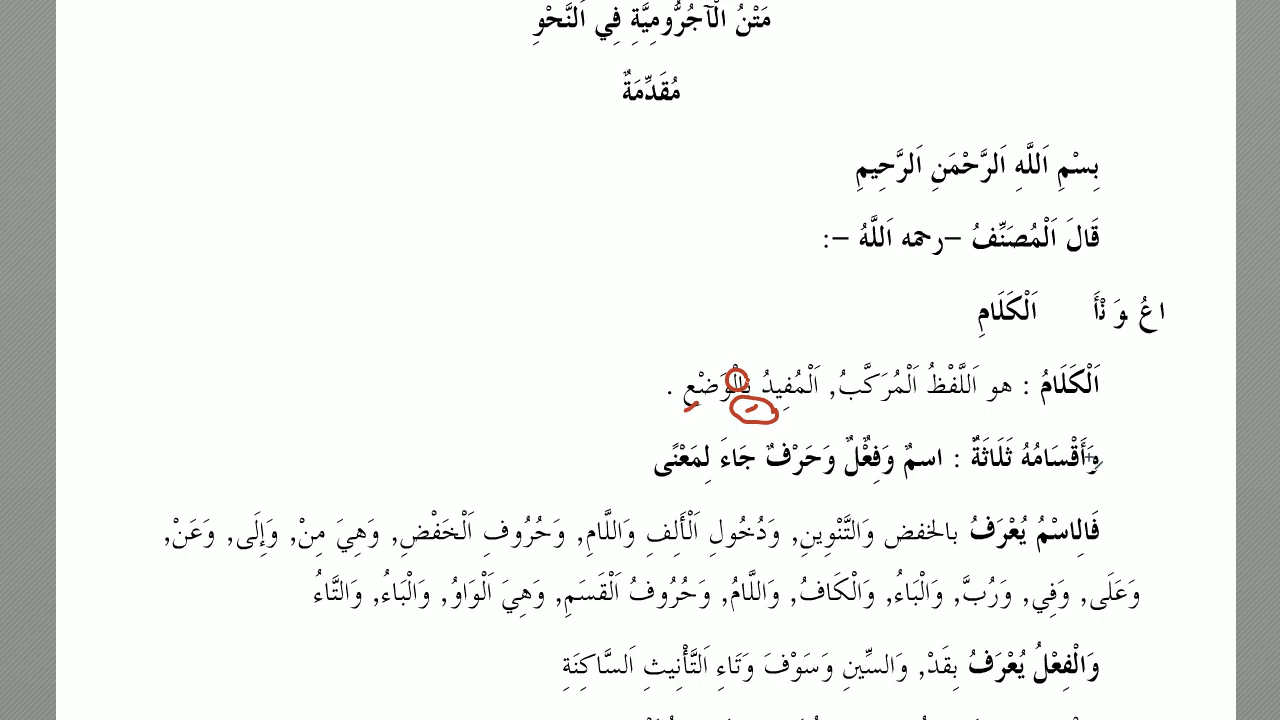 مَتْنُ اَلْآجُرُّومِيَّةِ فِي اَلنَّحْوِ
مُقَدِّمَةٌ
بِسْمِ اَللَّهِ اَلرَّحْمَنِ اَلرَّحِيمِ
قَالَ اَلْمُصَنِّفُ –رحمه اَللَّهُ –:
اَلْكَلَامِ
اَلْكَلَامُ : هو اَللَّفْظُ اَلْمُرَكَّبُ, اَلْمُفِيدُ بِالْوَضْعِ .
وَأَقْسَامُهُ ثَلَاثَةٌ : اسمٌ وَفِعْلٌ وَحَرْفٌ جَاءَ لِمَعْنًى
فَالِاسْمُ يُعْرَفُ بالخفض وَالتَّنْوِينِ, وَدُخُولِ اَلْأَلِفِ وَاللَّامِ, وَحُرُوفِ اَلْخَفْضِ, وَهِيَ مِنْ, وَإِلَى, وَعَنْ,
وَعَلَى, وَفِي, وَرُبَّ, وَالْبَاءُ, وَالْكَافُ, وَاللَّامُ, وَحُرُوفُ اَلْقَسَمِ, وَهِيَ اَلْوَاوُ, وَالْبَاءُ, وَالتَّاءُ
وَالْفِعْلُ يُعْرَفُ بِقَدْ, وَالسِّينِ وَسَوْفَ وَتَاءِ اَلتَّأْنِيثِ اَلسَّاكِنَةِ